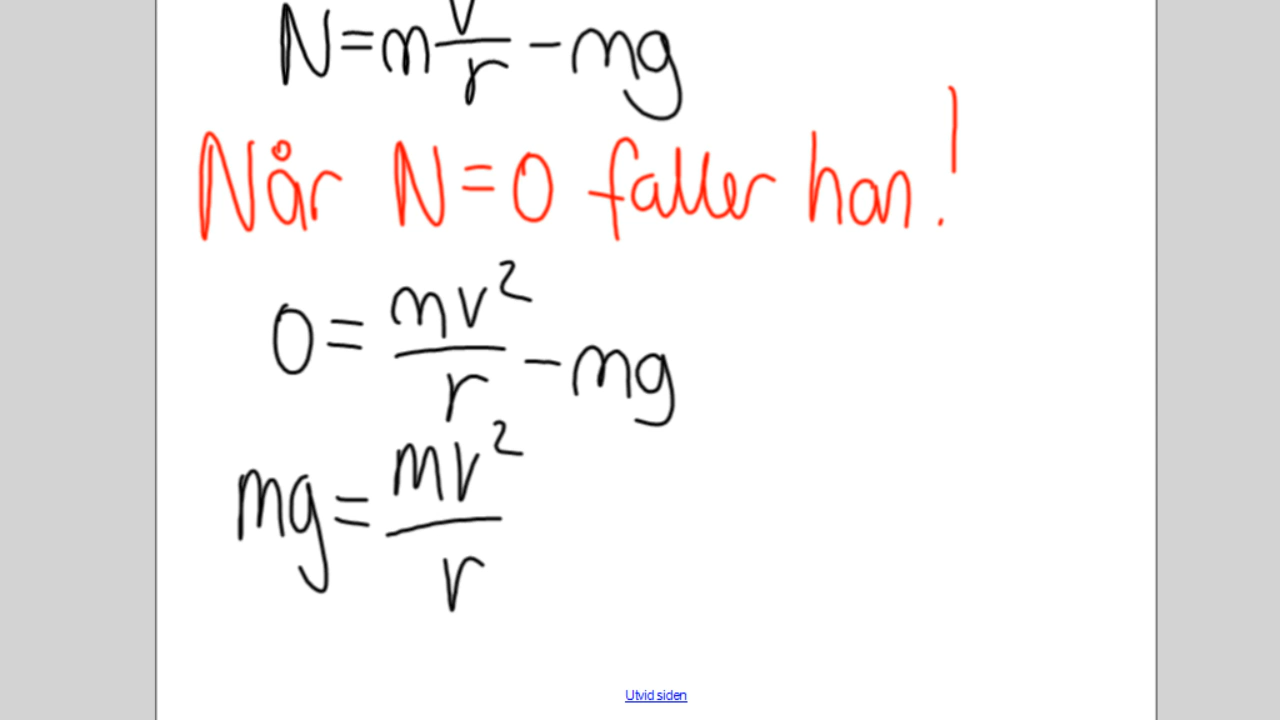 N=m v/r -mg
Når N=0 faller han!
0= mv²/r -mg
mg= mv²/r
Utvid siden